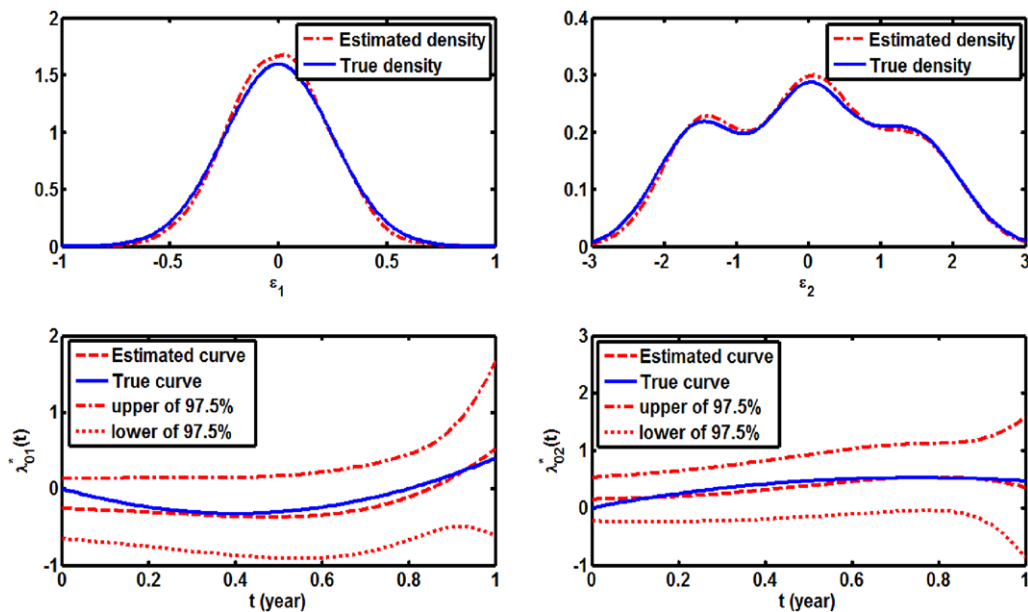 2
1.5
1
0.5
0
-1
-0.5
0
0.5
1
ε1
Estimated density
True density
0.4
0.3
0.2
0.1
0
-3
-2
-1
0
1
2
3
ε2
Estimated density
True density
2
1
0
-1
0
0.2
0.4
0.6
0.8
1
t (year)
λ*01(t)
Estimated curve
True curve
upper of 97.5%
lower of 97.5%
3
2
1
0
-1
0
0.2
0.4
0.6
0.8
1
t (year)
λ*02(t)
Estimated curve
True curve
upper of 97.5%
lower of 97.5%